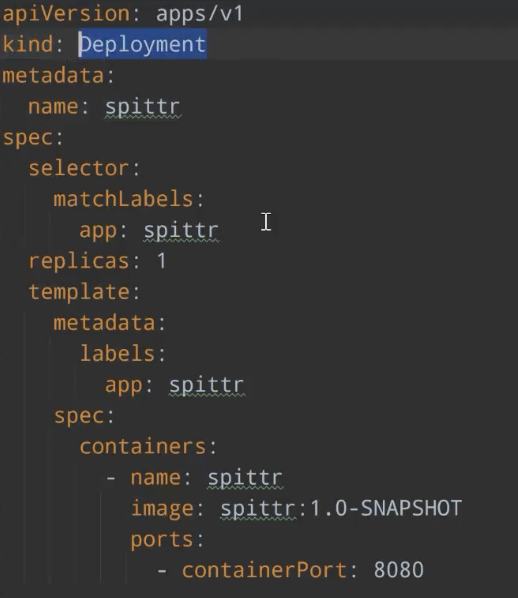 apiVersion: apps/v1
kind: Deployment
metadata:
  name: spittr
spec:
  selector:
    matchLabels:
      app: spittr
  replicas: 1
  template:
    metadata:
      labels:
        app: spittr
    spec:
      containers:
        - name: spittr
          image: spittr:1.0-SNAPSHOT
          ports:
            - containerPort: 8080